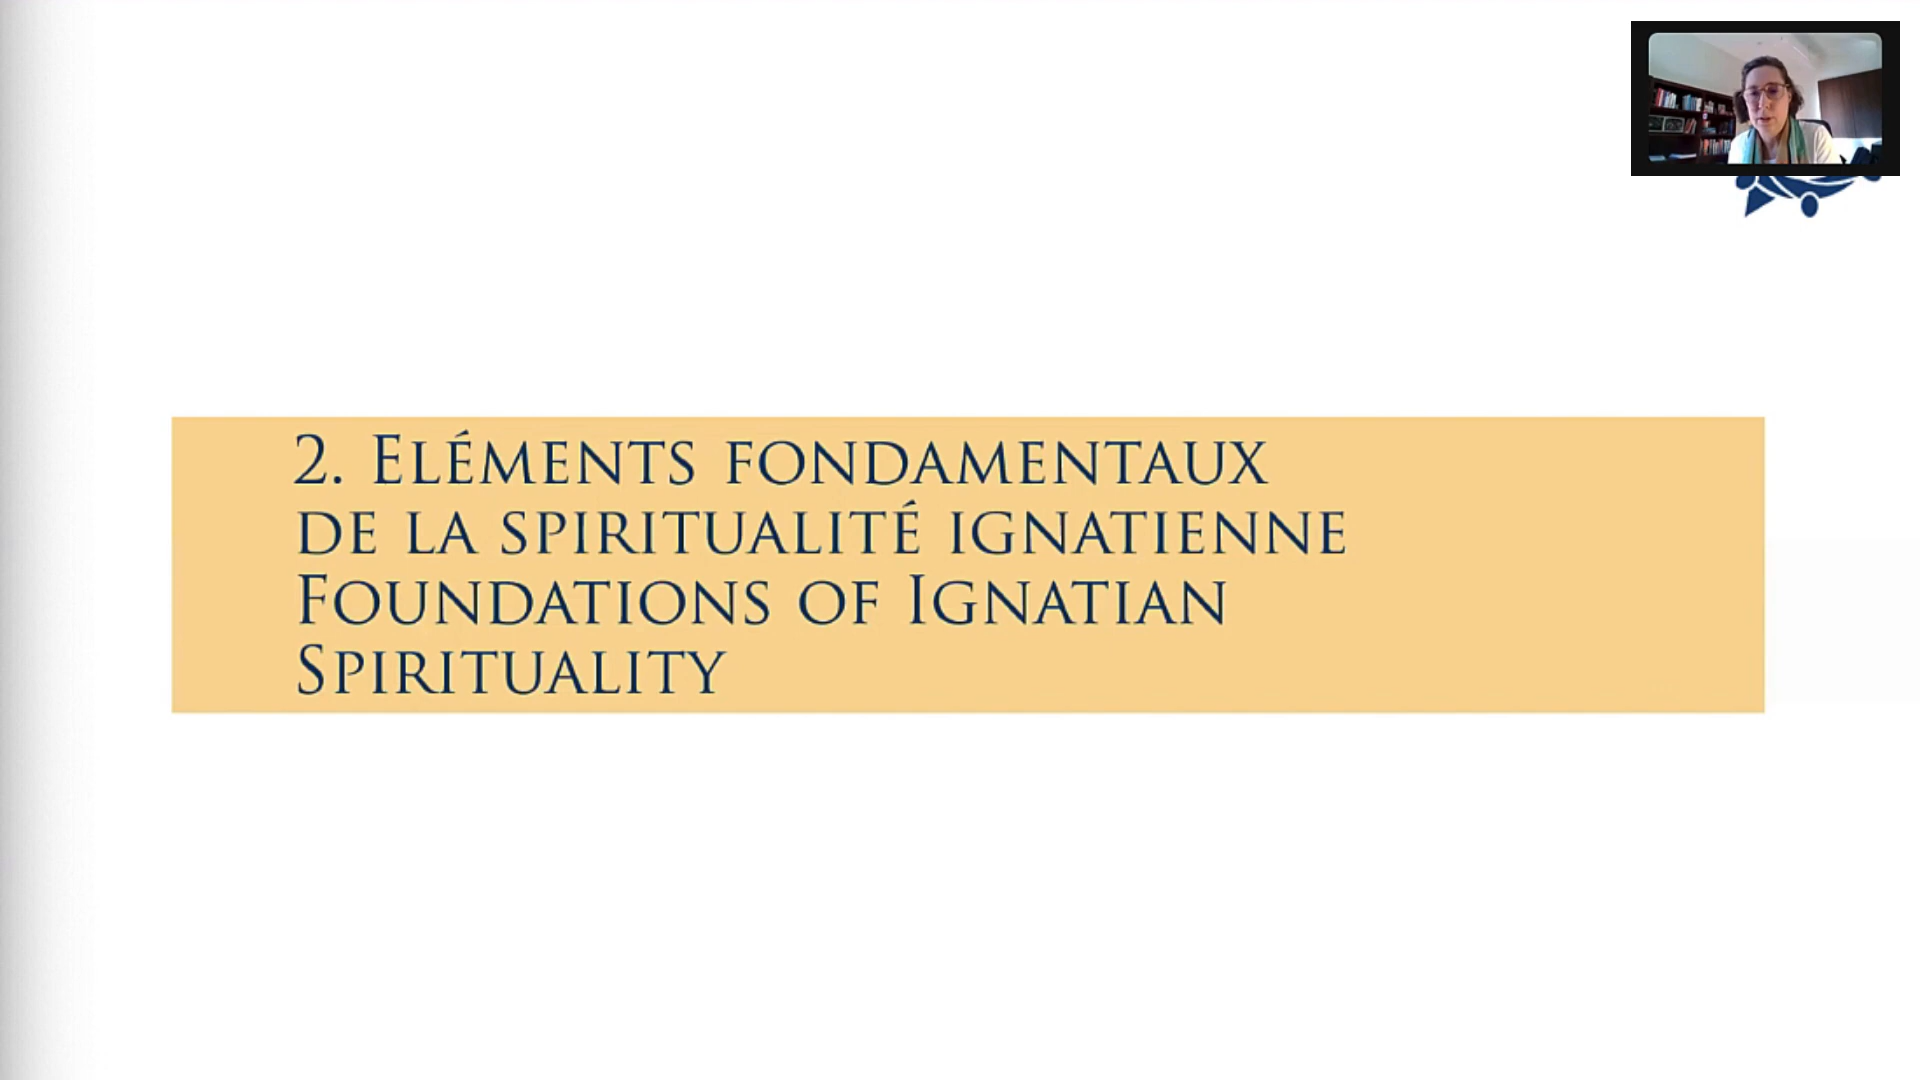 2. Eléments fondamentaux
de la spiritualité ignatienne
Foundations of Ignatian
Spirituality